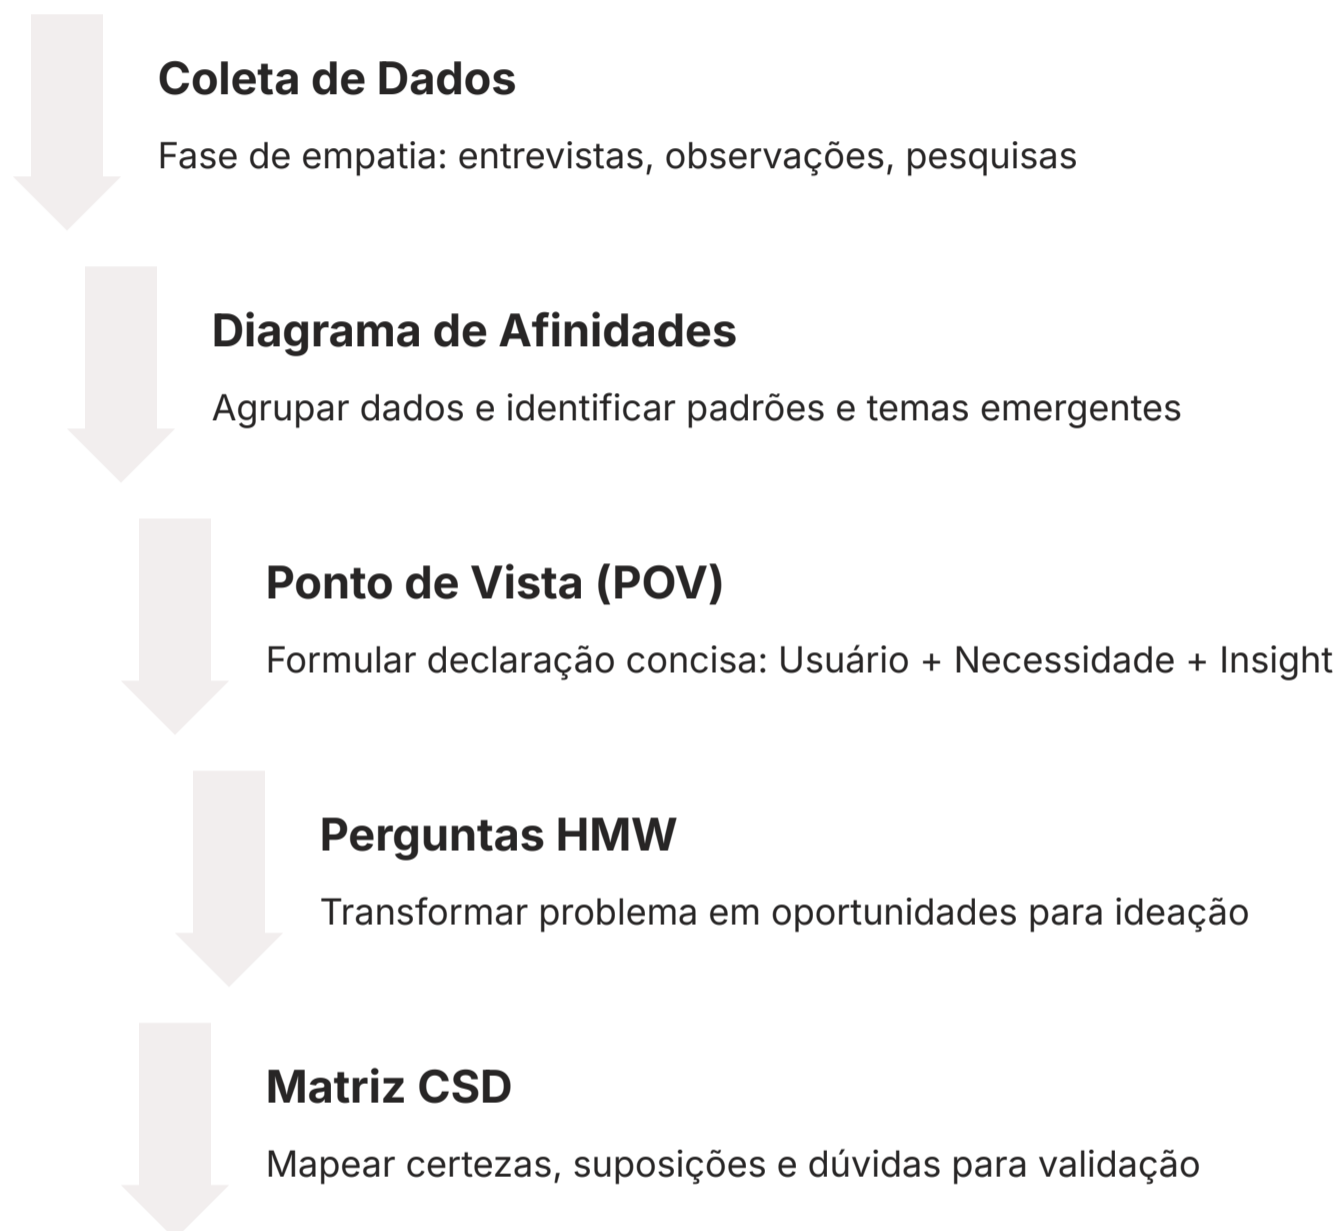 Coleta de Dados
Fase de empatia: entrevistas, observações, pesquisas
Diagrama de Afinidades
Agrupar dados e identificar padrões e temas emergentes
Ponto de Vista (POV)
Formular declaração concisa: Usuário + Necessidade + Insight
Perguntas HMW
Transformar problema em oportunidades para ideação
Matriz CSD
Mapear certezas, suposições e dúvidas para validação